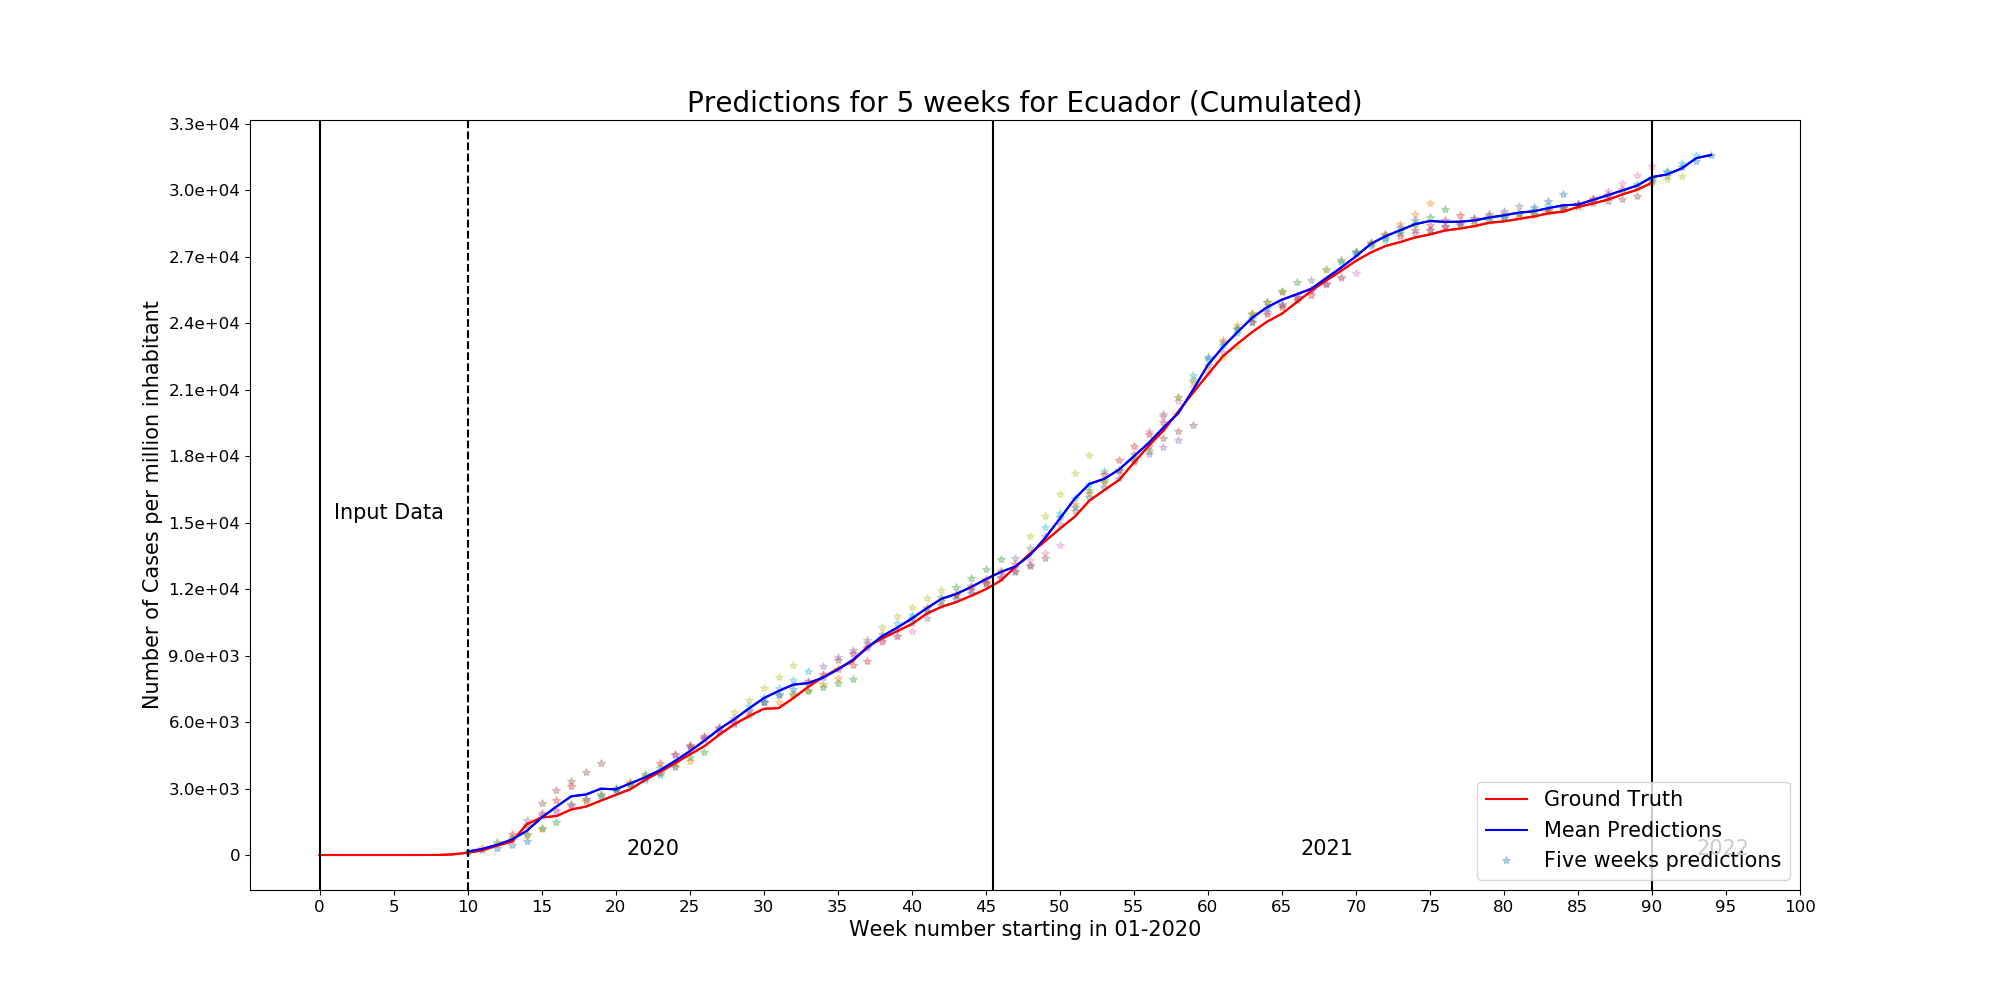 Predictions for 5 weeks for Ecuador (Cumulated)
Number of Cases per million inhabitant
3.3e+04
3.0e+04
2.7e+04
2.4e+04
2.1e+04
1.8e+04
1.5e+04
1.2e+04
9.0e+03
6.0e+03
3.0e+03
0
Input Data
2020
2021
2022
Ground Truth
Mean Predictions
Five weeks predictions
0 5 10 15 20 25 30 35 40 45 50 55 60 65 70 75 80 85 90 95 100
Week number starting in 01-2020